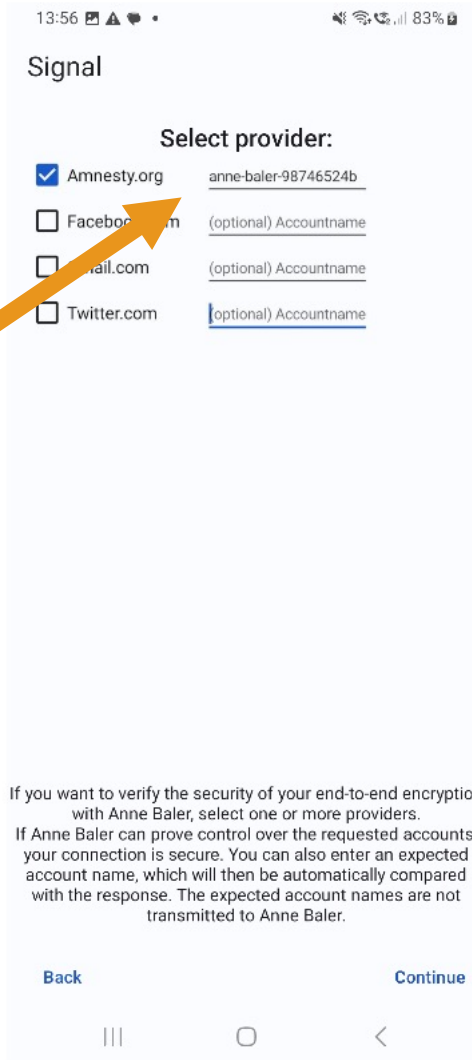 13:56 83%
Signal
Select provider:
Amnesty.org anne-baler-98746524b
(optional) Accountname
(optional) Accountname
Twitter.com (optional) Accountname
If you want to verify the security of your end-to-end encryptio
with Anne Baler, select one or more providers.
If Anne Baler can prove control over the requested accounts
your connection is secure. You can also enter an expected
account name, which will then be automatically compared
with the response. The expected account names are not
transmitted to Anne Baler.
Back Continue